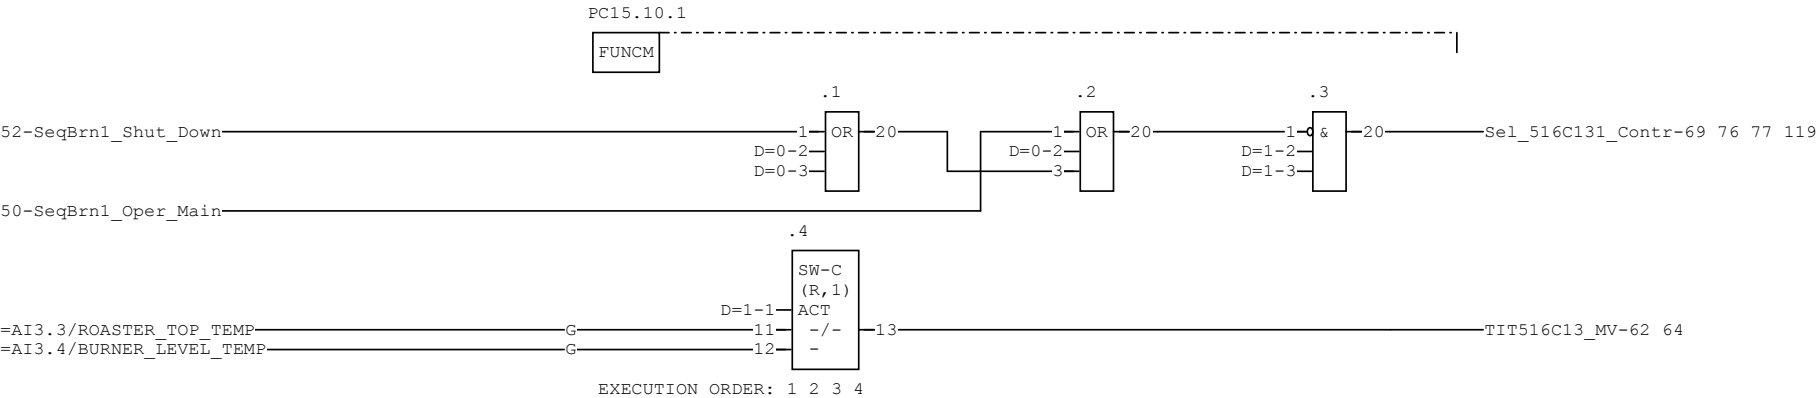 PC15.10.1
FUNCM
.1 .2 .3
52-SeqBrn1_Shut_Down 1 OR 20 1 OR 20 1 & 20 Sel_516C131_Contr-69 76 77 119
D=0-2 D=0-2 D=1-2
D=0-3 3 D=1-3
50-SeqBrn1_Oper_Main
.4
SW-C
(R,1)
D=1-1 ACT
=AI3.3/ROASTER_TOP_TEMP G 11 -/- 13 TIT516C13_MV-62 64
=AI3.4/BURNER_LEVEL_TEMP G 12 -
EXECUTION ORDER: 1 2 3 4